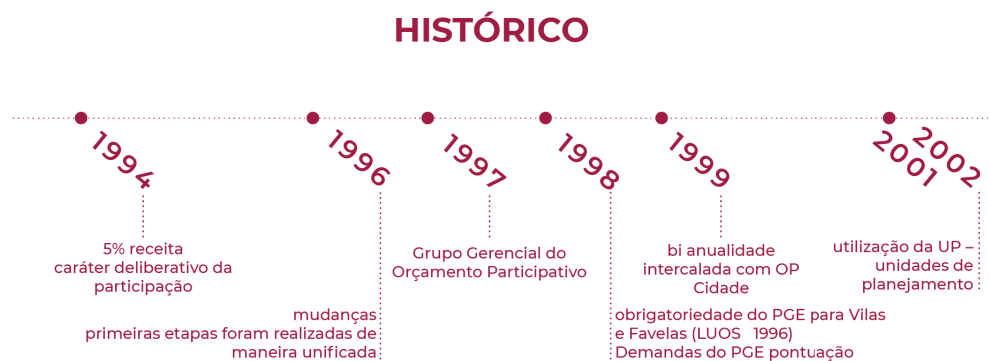 HISTÓRICO
1994
1996
1997
1998
1999
2001
2002
5% receita
caráter deliberativo da
participação
mudanças
primeiras etapas foram realizadas de
maneira unificada
Grupo Gerencial do
Orçamento Participativo
obrigatoriedade do PGE para Vilas
e Favelas (LUOS 1996)
Demandas do PGE pontuação
bi anualidade
intercalada com OP
Cidade
utilização da UP –
unidades de
planejamento